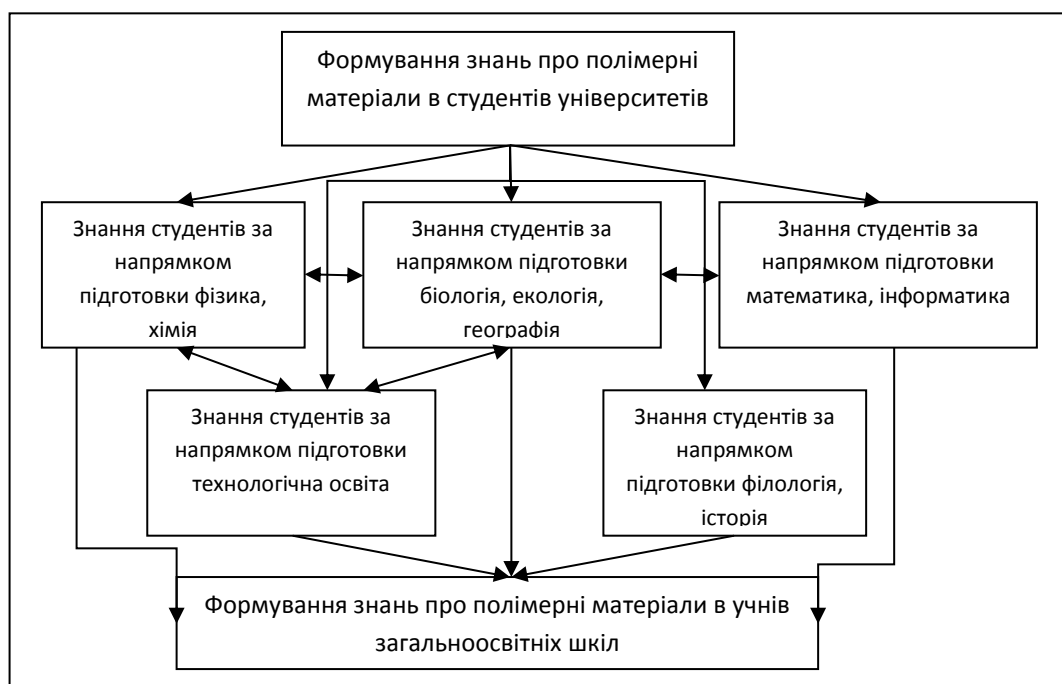 Формування знань про полімерні
матеріали в студентів університетів
Знання студентів за
напрямком
підготовки фізика,
хімія
Знання студентів за
напрямком підготовки
біологія, екологія,
географія
Знання студентів за
напрямком підготовки
математика, інформатика
Знання студентів за
напрямком підготовки
технологічна освіта
Знання студентів за
напрямком
підготовки філологія,
історія
Формування знань про полімерні матеріали в учнів
загальноосвітніх шкіл